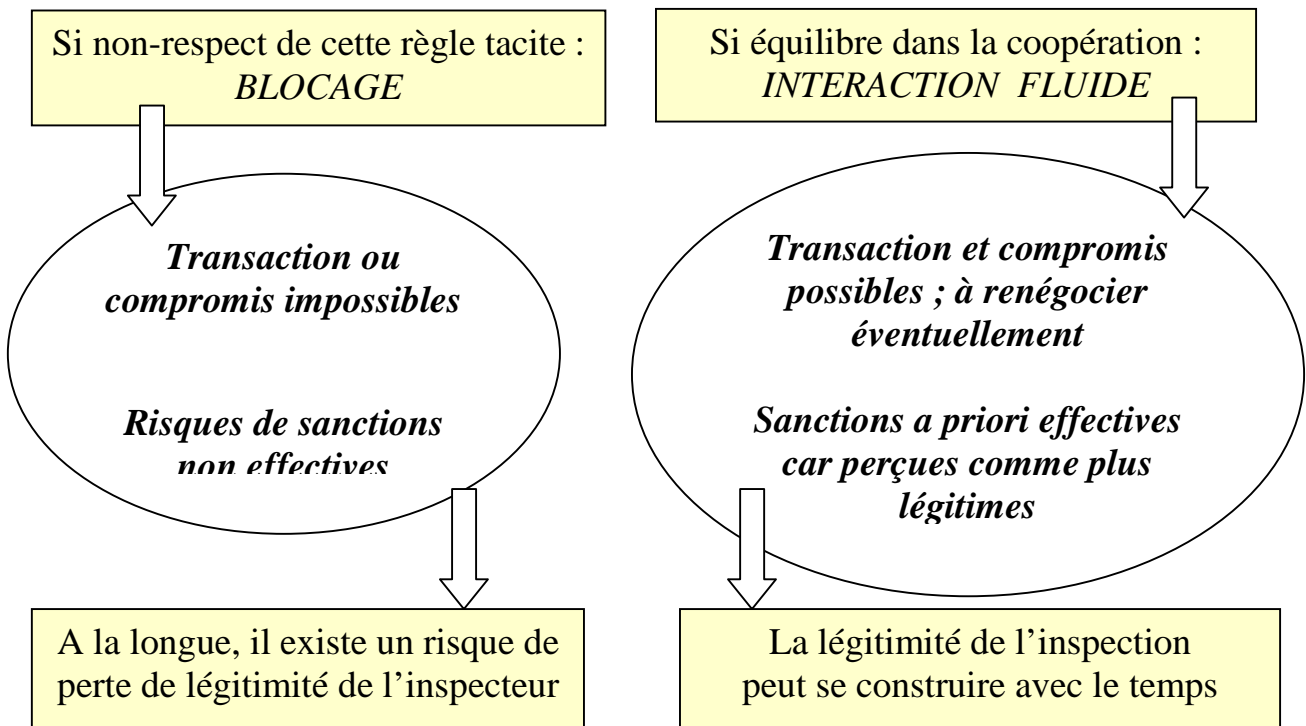 Si non-respect de cette règle tacite :
BLOCAGE
Transaction ou
compromis impossibles
Risques de sanctions
non effectives
A la longue, il existe un risque de
perte de légitimité de l’inspecteur
Si équilibre dans la coopération :
INTERACTION FLUIDE
Transaction et compromis
possibles ; à renégocier
éventuellement
Sanctions a priori effectives
car perçues comme plus
légitimes
La légitimité de l’inspection
peut se construire avec le temps